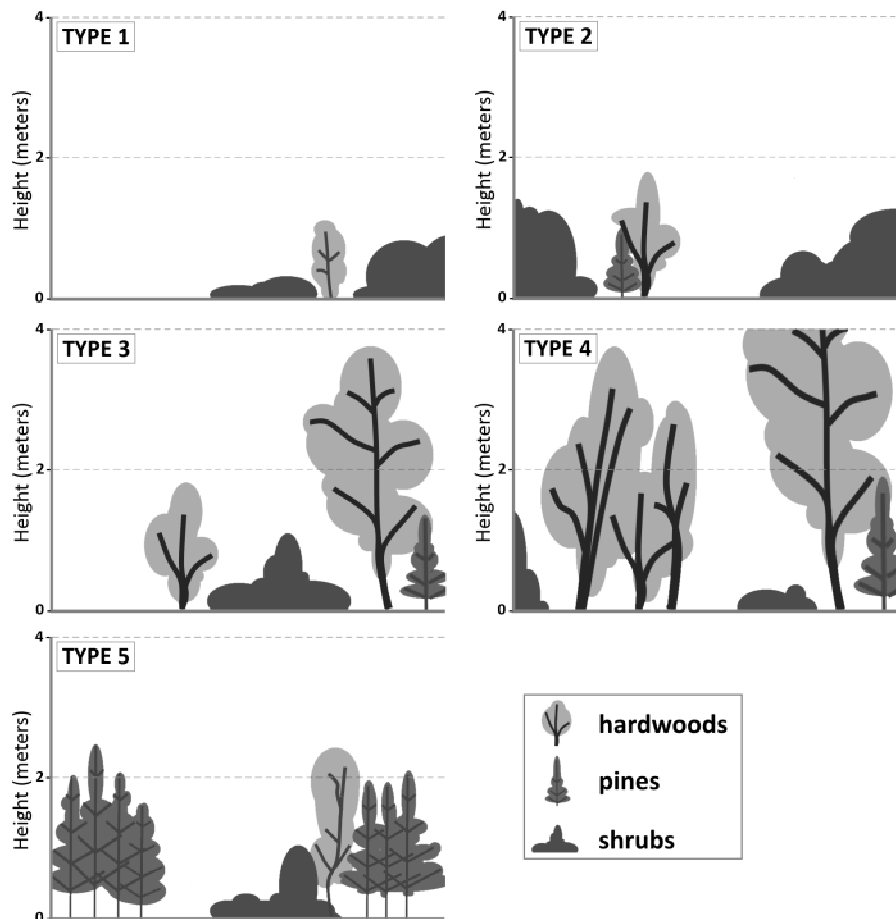 4
TYPE 1
2
Height (meters)
0
4
TYPE 2
2
Height (meters)
0
4
TYPE 3
2
Height (meters)
0
4
TYPE 4
2
Height (meters)
0
4
TYPE 5
2
Height (meters)
0
hardwoods
pines
shrubs